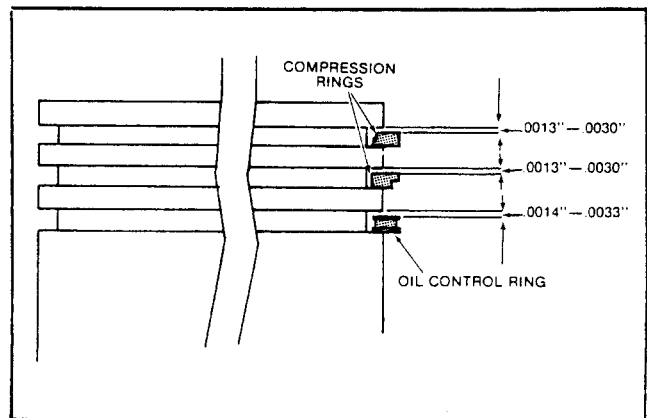 COMPRESSION
RINGS
.0013"–.0030"
.0013"–.0030"
.0014"–.0033"
OIL CONTROL RING